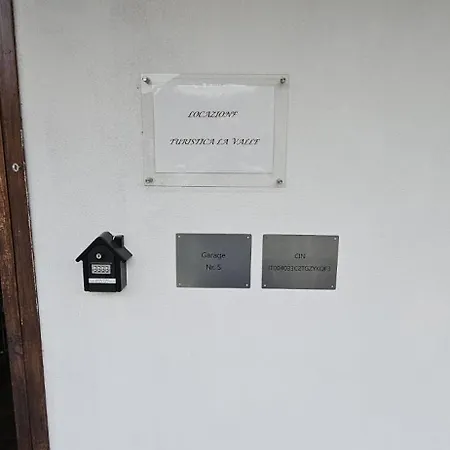 LOCAZIONE
TURISTICA LA VALLE
Garage
Nr. 5
CIN